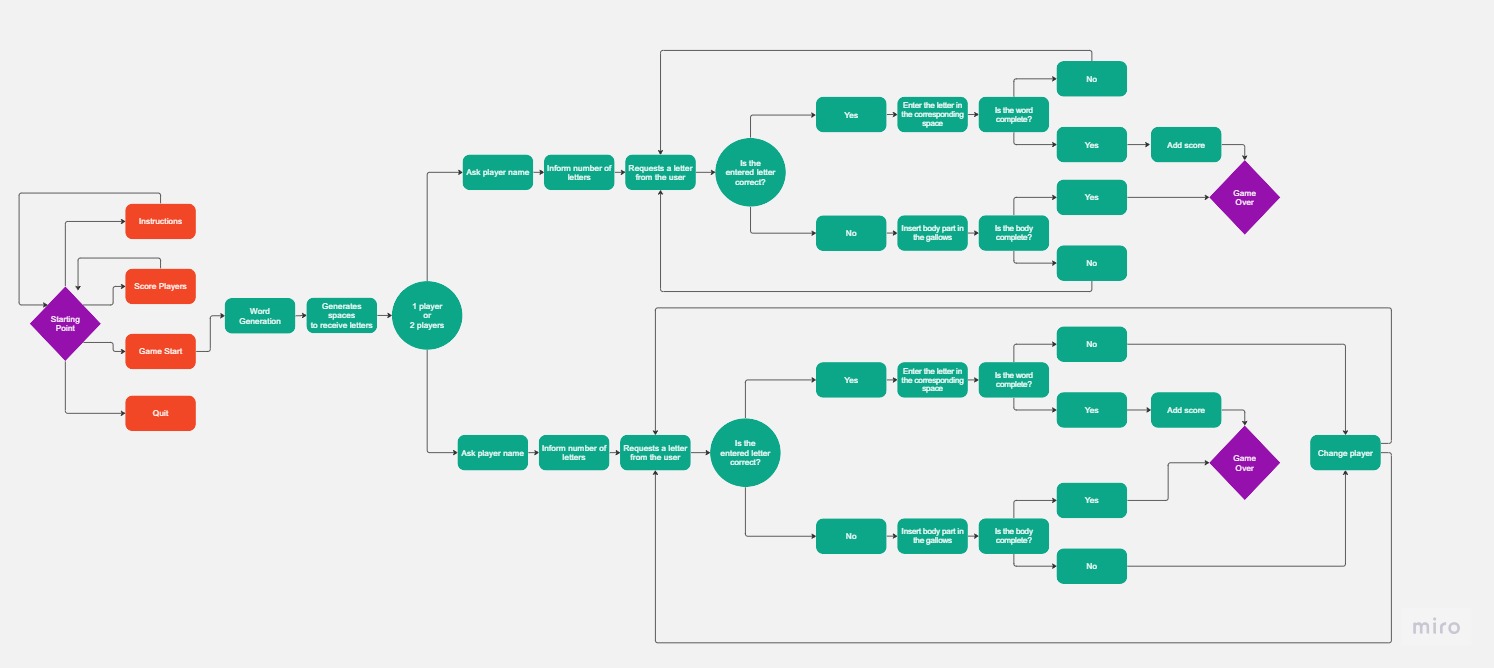 Instructions
Score Players
Starting
Point
Game Start
Quit
Word
Generation
Generates
spaces
to receive letters
1 player
or
2 players
Ask player name
Inform number of
letters
Requests a letter
from the user
Is the
entered letter
correct?
Yes
Enter the letter in
the corresponding
space
Is the word
complete?
No
Yes
Add score
Game
Over
No
Insert body part in
the gallows
Is the body
complete?
Yes
No
Ask player name
Inform number of
letters
Requests a letter
from the user
Is the
entered letter
correct?
Yes
Enter the letter in
the corresponding
space
Is the word
complete?
No
Yes
Add score
Game
Over
No
Insert body part in
the gallows
Is the body
complete?
Yes
No
Change player
miro